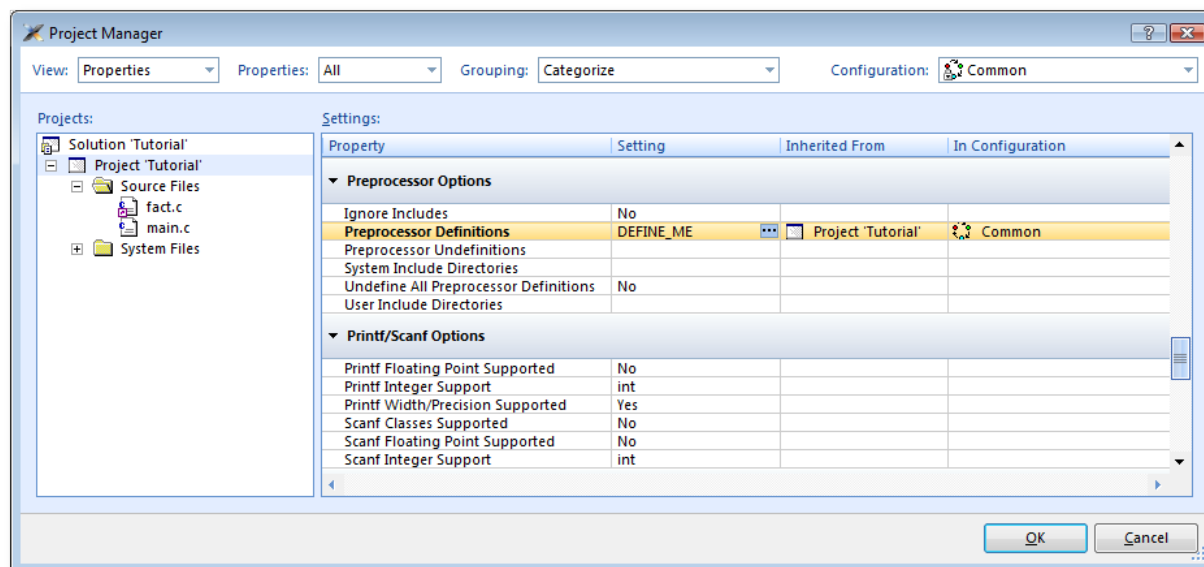 Project Manager
View: Properties Properties: All Grouping: Categorize Configuration: Common
Projects: Settings:
Solution 'Tutorial'
Project 'Tutorial'
Source Files
fact.c
main.c
System Files
Property Setting Inherited From In Configuration
Preprocessor Options
Ignore Includes No
Preprocessor Definitions DEFINE_ME ... Project 'Tutorial' Common
Preprocessor Undefinitions
System Include Directories
Undefine All Preprocessor Definitions No
User Include Directories
Printf/Scanf Options
Printf Floating Point Supported No
Printf Integer Support int
Printf Width/Precision Supported Yes
Scanf Classes Supported No
Scanf Floating Point Supported No
Scanf Integer Support int
OK Cancel